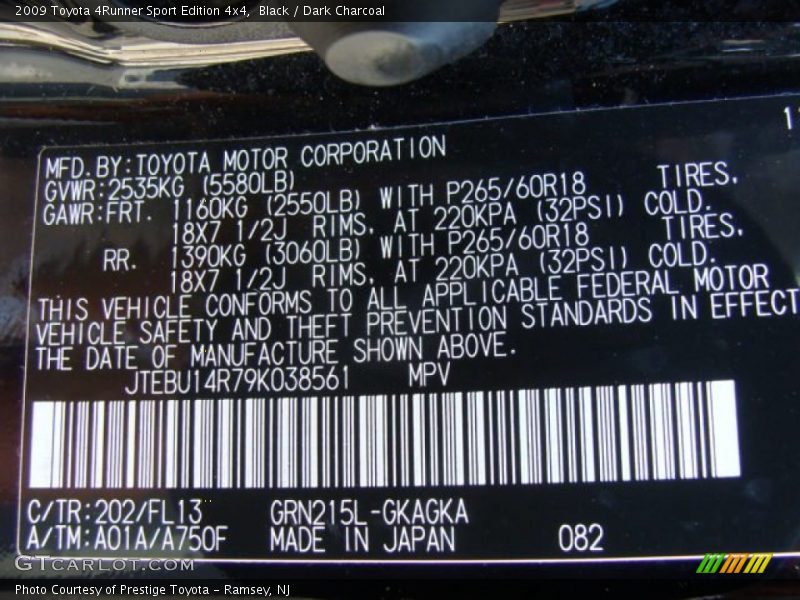 2009 Toyota 4Runner Sport Edition 4x4, Black / Dark Charcoal
MFD.BY:TOYOTA MOTOR CORPORATION
GVWR:2535KG (5580LB)
GAWR:FRT. 1160KG (2550LB) WITH P265/60R18 TIRES,
18X7 1/2J RIMS, AT 220KPA (32PSI) COLD.
RR. 1390KG (3060LB) WITH P265/60R18 TIRES,
18X7 1/2J RIMS, AT 220KPA (32PSI) COLD.
THIS VEHICLE CONFORMS TO ALL APPLICABLE FEDERAL MOTOR
VEHICLE SAFETY AND THEFT PREVENTION STANDARDS IN EFFECT
THE DATE OF MANUFACTURE SHOWN ABOVE.
JTEBU14R79K038561 MPV
C/TR:202/FL13 GRN215L-GKAGKA
A/TM:A01A/A750F MADE IN JAPAN 082
GTCARLOT.COM
Photo Courtesy of Prestige Toyota - Ramsey, NJ